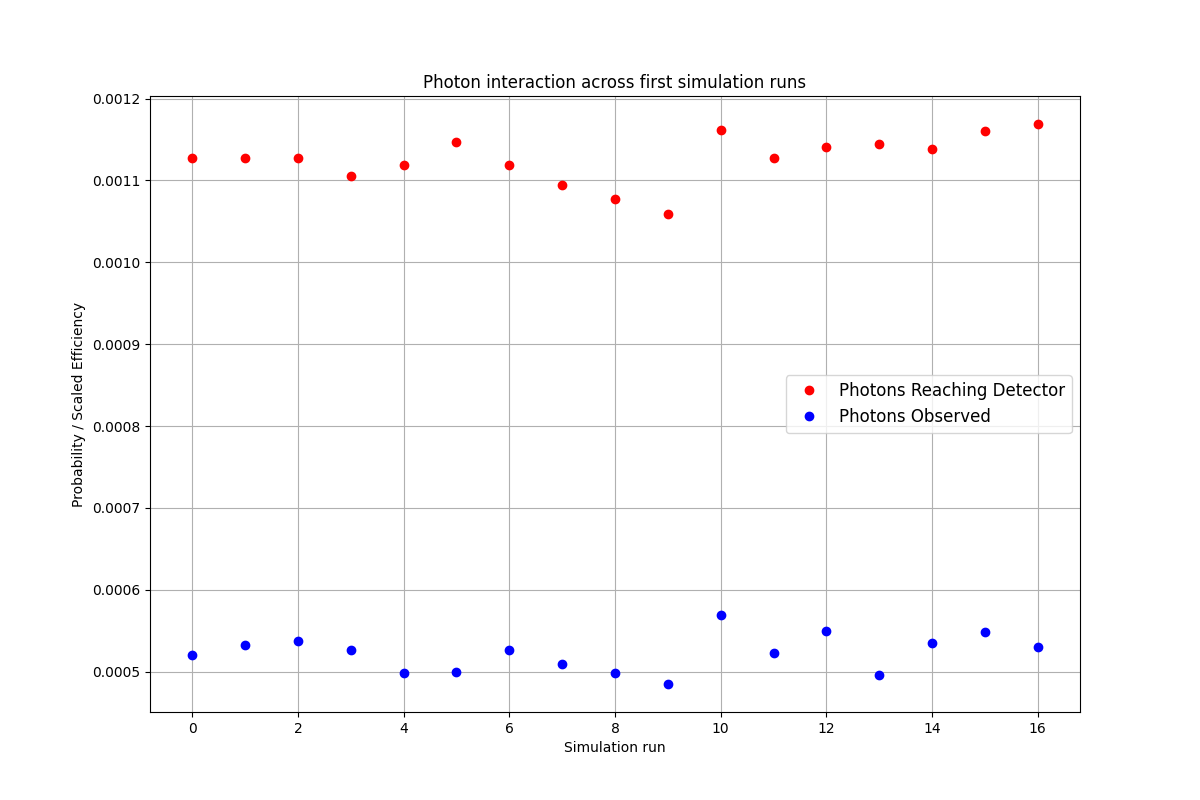 Photon interaction across first simulation runs
0.0012
0.0011
0.0010
0.0009
0.0008
0.0007
0.0006
0.0005
Probability / Scaled Efficiency
Photons Reaching Detector
Photons Observed
0 2 4 6 8 10 12 14 16
Simulation run